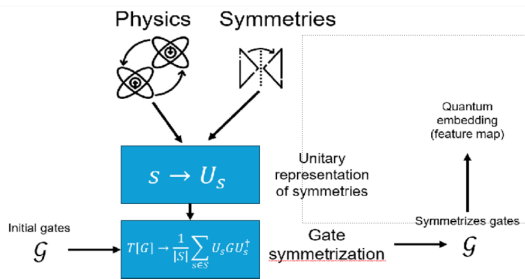 Physics
Symmetries
s → U_s
Unitary
representation
of symmetries
Quantum
embedding
(feature map)
Initial gates
𝒢
T[G] → 1/|S| ∑_{s∈S} U_s G U_s^†
Gate
symmetrization
Symmetrizes gates
𝒢